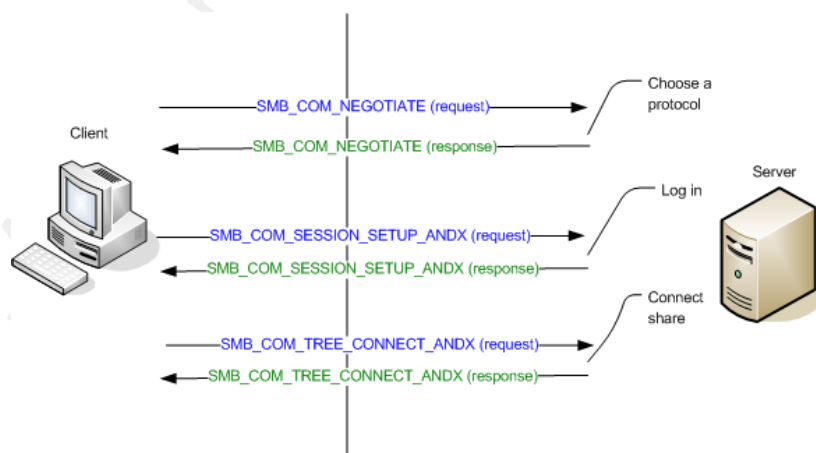 Choose a
protocol
SMB_COM_NEGOTIATE (request)
Client
SMB_COM_NEGOTIATE (response)
Server
Log in
SMB_COM_SESSION_SETUP_ANDX (request)
SMB_COM_SESSION_SETUP_ANDX (response)
Connect
share
SMB_COM_TREE_CONNECT_ANDX (request)
SMB_COM_TREE_CONNECT_ANDX (response)